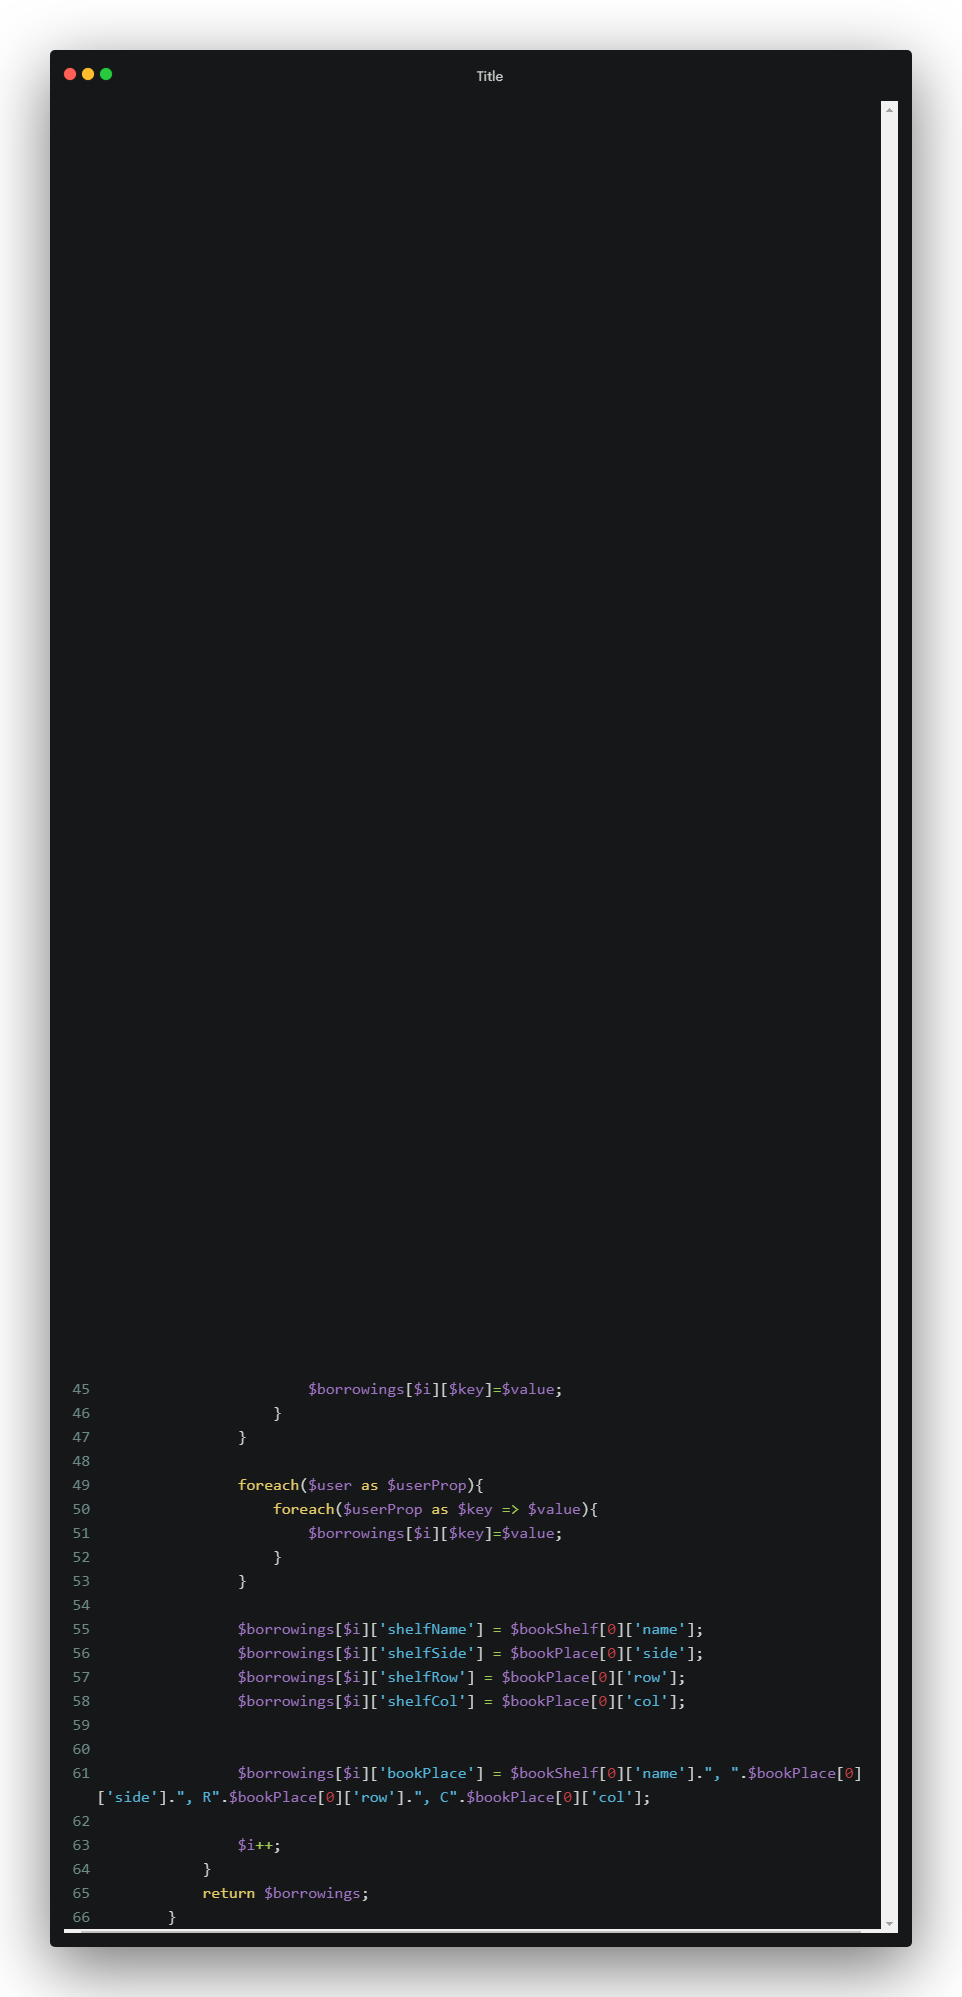 Title
45                         $borrowings[$i][$key]=$value;
46                     }
47                 }
48
49                 foreach($user as $userProp){
50                     foreach($userProp as $key => $value){
51                         $borrowings[$i][$key]=$value;
52                     }
53                 }
54
55                 $borrowings[$i]['shelfName'] = $bookShelf[0]['name'];
56                 $borrowings[$i]['shelfSide'] = $bookPlace[0]['side'];
57                 $borrowings[$i]['shelfRow'] = $bookPlace[0]['row'];
58                 $borrowings[$i]['shelfCol'] = $bookPlace[0]['col'];
59
60
61                 $borrowings[$i]['bookPlace'] = $bookShelf[0]['name'].", ".$bookPlace[0]
['side'].", R".$bookPlace[0]['row'].", C".$bookPlace[0]['col'];
62
63                 $i++;
64             }
65             return $borrowings;
66         }